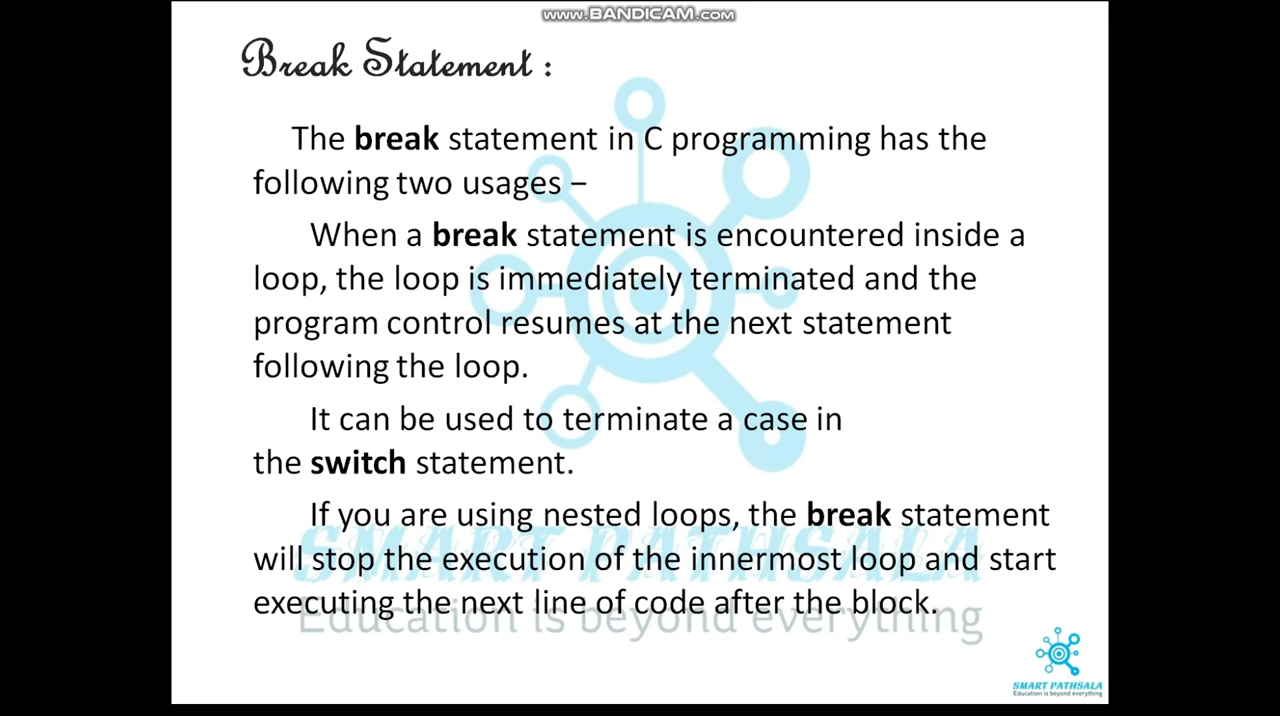 www.BANDICAM.com
Break Statement :
The break statement in C programming has the
following two usages −
When a break statement is encountered inside a
loop, the loop is immediately terminated and the
program control resumes at the next statement
following the loop.
It can be used to terminate a case in
the switch statement.
If you are using nested loops, the break statement
will stop the execution of the innermost loop and start
executing the next line of code after the block.
SMART PATHSALA
Education is beyond everything
SMART PATHSALA
Education is beyond everything